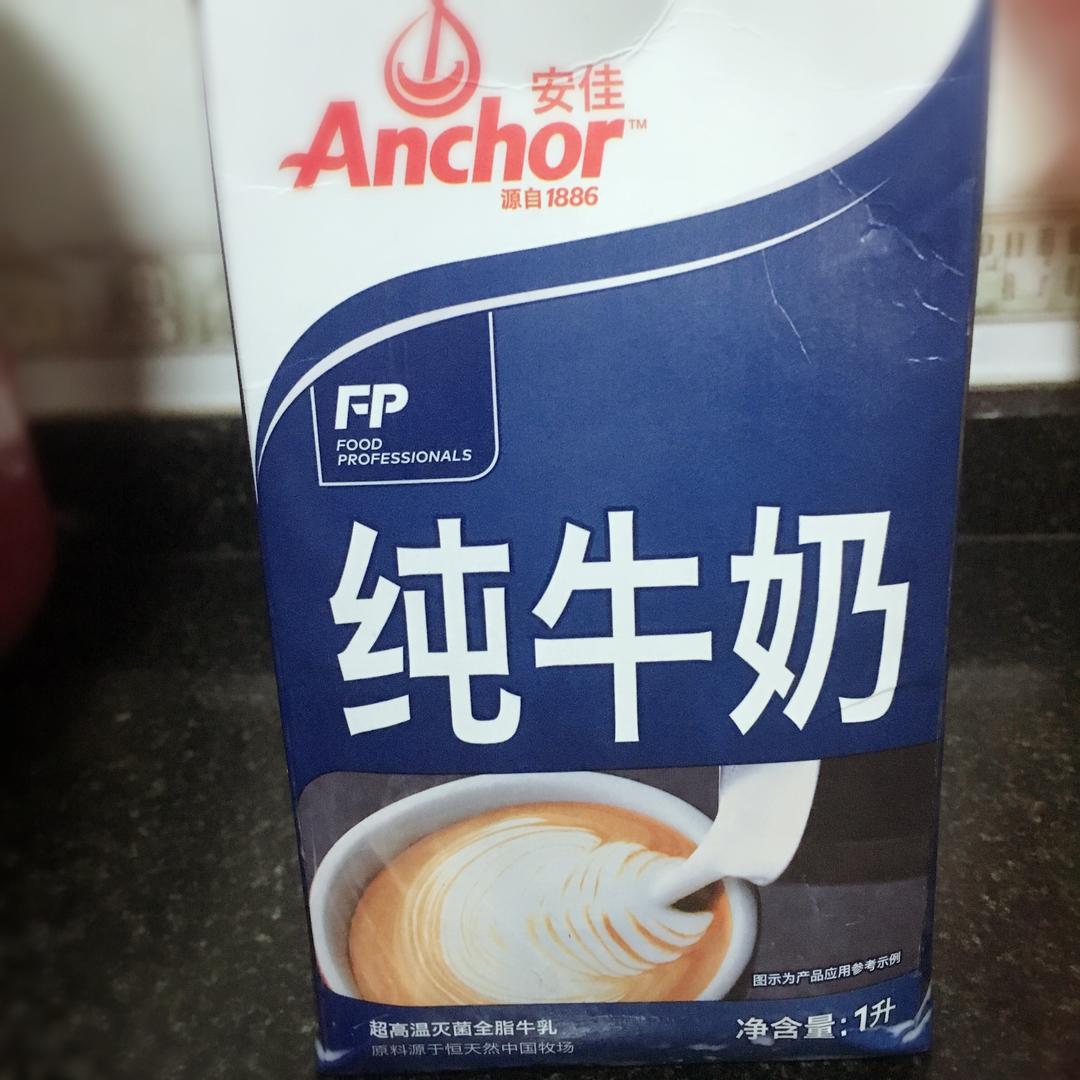 安佳
Anchor™
源自1886
FP
FOOD
PROFESSIONALS
纯牛奶
图示为产品应用参考示例
超高温灭菌全脂牛乳
原料源于恒天然中国牧场
净含量:1升